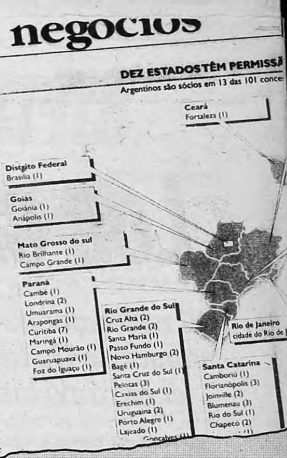 negócios
DEZ ESTADOS TÊM PERMISSÃ
Argentinos são sócios em 13 das 101 conces
Ceará
Fortaleza (1)
Distrito Federal
Brasília (1)
Goiás
Goiânia (1)
Anápolis (1)
Mato Grosso do sul
Rio Brilhante (1)
Campo Grande (1)
Paraná
Cambé (1)
Londrina (2)
Umuarama (1)
Arapongas (1)
Curitiba (7)
Maringá (1)
Campo Mourão (1)
Guaruapuava (1)
Foz do Iguaçu (1)
Rio Grande do Sul
Cruz Alta (2)
Rio Grande (2)
Santa Maria (1)
Passo Fundo (1)
Novo Hamburgo (2)
Bagé (1)
Santa Cruz do Sul (1)
Pelotas (3)
Caxias do Sul (1)
Erechim (1)
Uruguaina (2)
Porto Alegre (1)
Lajeado (1)
Gonçalves
Rio de Janeiro
cidade do Rio de J
Santa Catarina
Camboriú (1)
Florianópolis (3)
Joinville (2)
Blumenau (3)
Rio do Sul (1)
Chapeco (2)